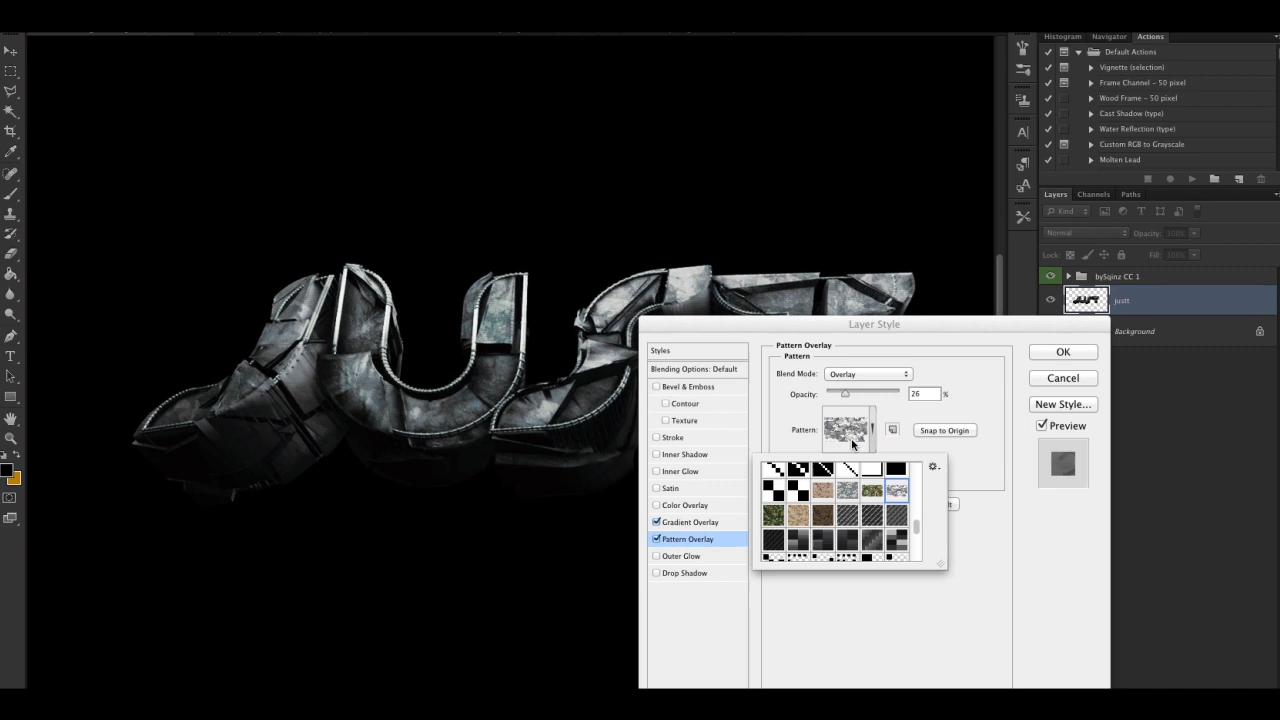 Histogram Navigator Actions
Default Actions
Vignette (selection)
Frame Channel - 50 pixel
Wood Frame - 50 pixel
Cast Shadow (type)
Water Reflection (type)
Custom RGB to Grayscale
Molten Lead
Layers Channels Paths
Kind
Normal Opacity: 100%
Lock: Fill: 100%
bySqinz CC 1
justt
Background
JUST
Layer Style
Styles
Blending Options: Default
Bevel & Emboss
Contour
Texture
Stroke
Inner Shadow
Inner Glow
Satin
Color Overlay
Gradient Overlay
Pattern Overlay
Outer Glow
Drop Shadow
Pattern Overlay
Pattern
Blend Mode: Overlay
Opacity: 26 %
Pattern: Snap to Origin
OK
Cancel
New Style...
Preview